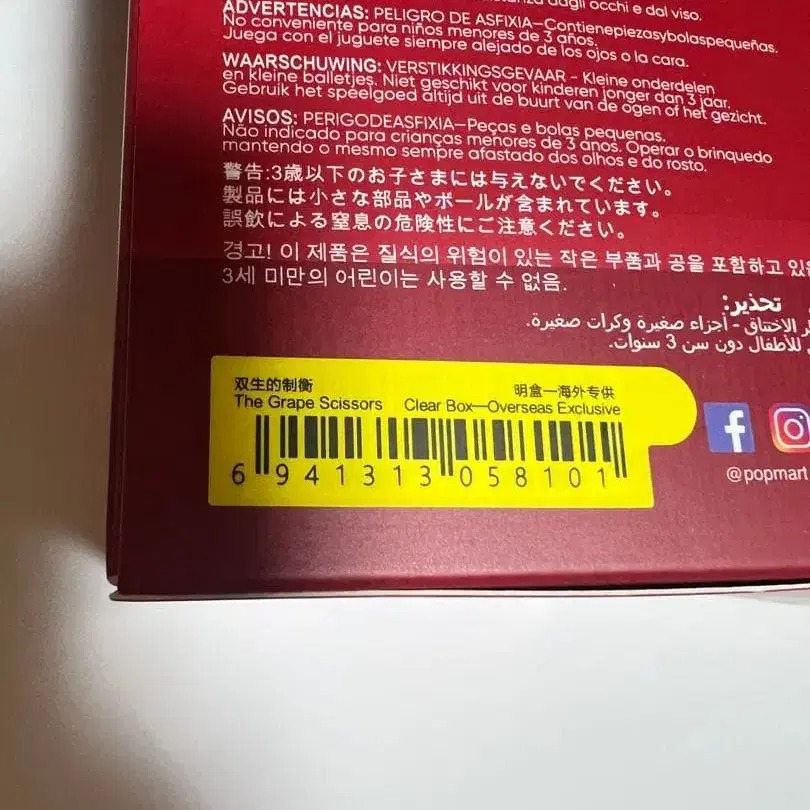 dagli occhi e dal viso.
ADVERTENCIAS: PELIGRO DE ASFIXIA—Contienepiezasybolaspequeñas.
No conveniente para niños menores de 3 años.
Juega con el juguete siempre alejado de los ojos o la cara.
WAARSCHUWING: VERSTIKKINGSGEVAAR - Kleine onderdelen
en kleine balletjes. Niet geschikt voor kinderen jonger dan 3 jaar.
Gebruik het speelgoed altijd uit de buurt van de ogen of het gezicht.
AVISOS: PERIGODEASFIXIA—Peças e bolas pequenas.
Não indicado para crianças menores de 3 anos. Operar o brinquedo
mantendo o mesmo sempre afastado dos olhos e do rosto.
警告:3歳以下のお子さまには与えないでください。
製品には小さな部品やボールが含まれています。
誤飲による窒息の危険性にご注意ください。
경고! 이 제품은 질식의 위험이 있는 작은 부품과 공을 포함하고 있
3세 미만의 어린이는 사용할 수 없음.
تحذير:
الاختناق - أجزاء صغيرة وكرات صغيرة.
للأطفال دون سن 3 سنوات.
双生的制衡 明盒—海外专供
The Grape Scissors Clear Box—Overseas Exclusive
6 941313 058101
@popmart